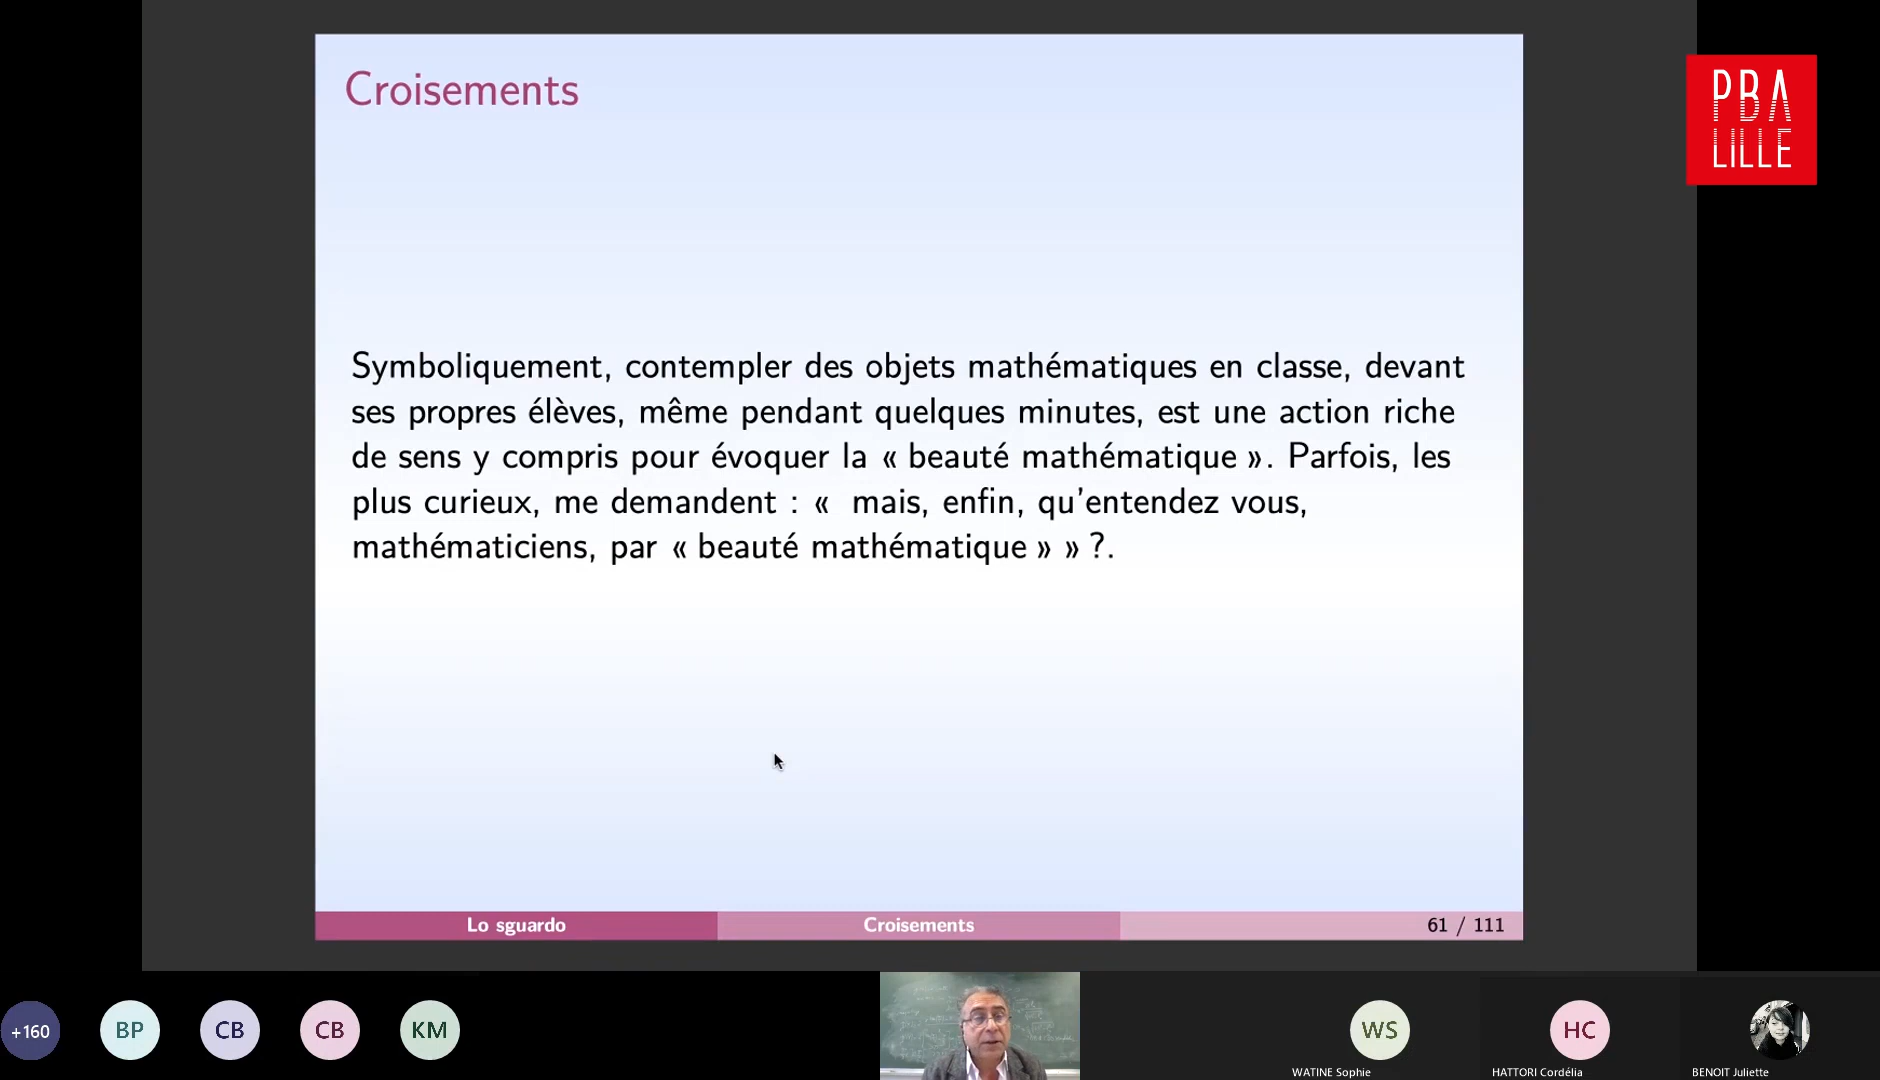 Croisements
PBA
LILLE
Symboliquement, contempler des objets mathématiques en classe, devant
ses propres élèves, même pendant quelques minutes, est une action riche
de sens y compris pour évoquer la « beauté mathématique ». Parfois, les
plus curieux, me demandent : « mais, enfin, qu'entendez vous,
mathématiciens, par « beauté mathématique » » ?.
Lo sguardo
Croisements
61 / 111
+160
BP
CB
CB
KM
WS
HC
WATINE Sophie
HATTORI Cordélia
BENOIT Juliette